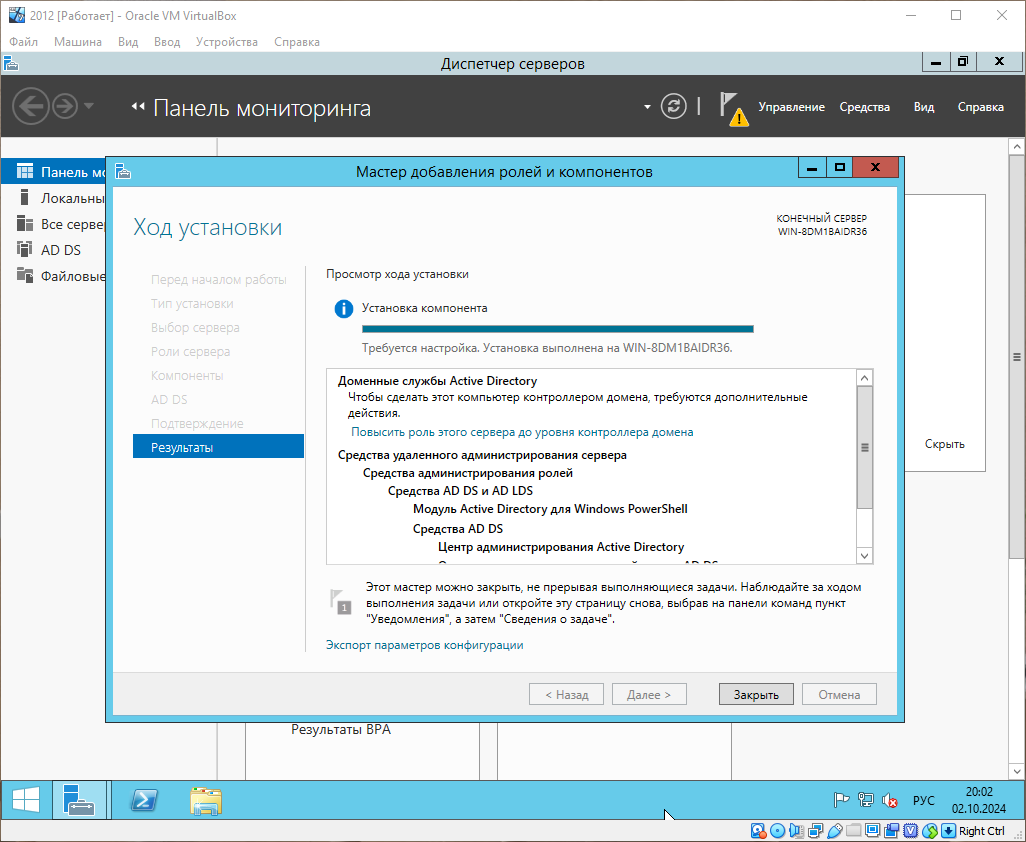 2012 [Работает] - Oracle VM VirtualBox
Файл Машина Вид Ввод Устройства Справка
Диспетчер серверов
Панель мониторинга
Управление Средства Вид Справка
Панель мо
Локальны
Все сервер
AD DS
Файловые
Мастер добавления ролей и компонентов
Ход установки
КОНЕЧНЫЙ СЕРВЕР
WIN-8DM1BAIDR36
Перед началом работы
Тип установки
Выбор сервера
Роли сервера
Компоненты
AD DS
Подтверждение
Результаты
Просмотр хода установки
Установка компонента
Требуется настройка. Установка выполнена на WIN-8DM1BAIDR36.
Доменные службы Active Directory
Чтобы сделать этот компьютер контроллером домена, требуются дополнительные
действия.
Повысить роль этого сервера до уровня контроллера домена
Средства удаленного администрирования сервера
Средства администрирования ролей
Средства AD DS и AD LDS
Модуль Active Directory для Windows PowerShell
Средства AD DS
Центр администрирования Active Directory
1
Этот мастер можно закрыть, не прерывая выполняющиеся задачи. Наблюдайте за ходом
выполнения задачи или откройте эту страницу снова, выбрав на панели команд пункт
"Уведомления", а затем "Сведения о задаче".
Экспорт параметров конфигурации
< Назад Далее > Закрыть Отмена
Скрыть
Результаты BPA
РУС
20:02
02.10.2024
Right Ctrl